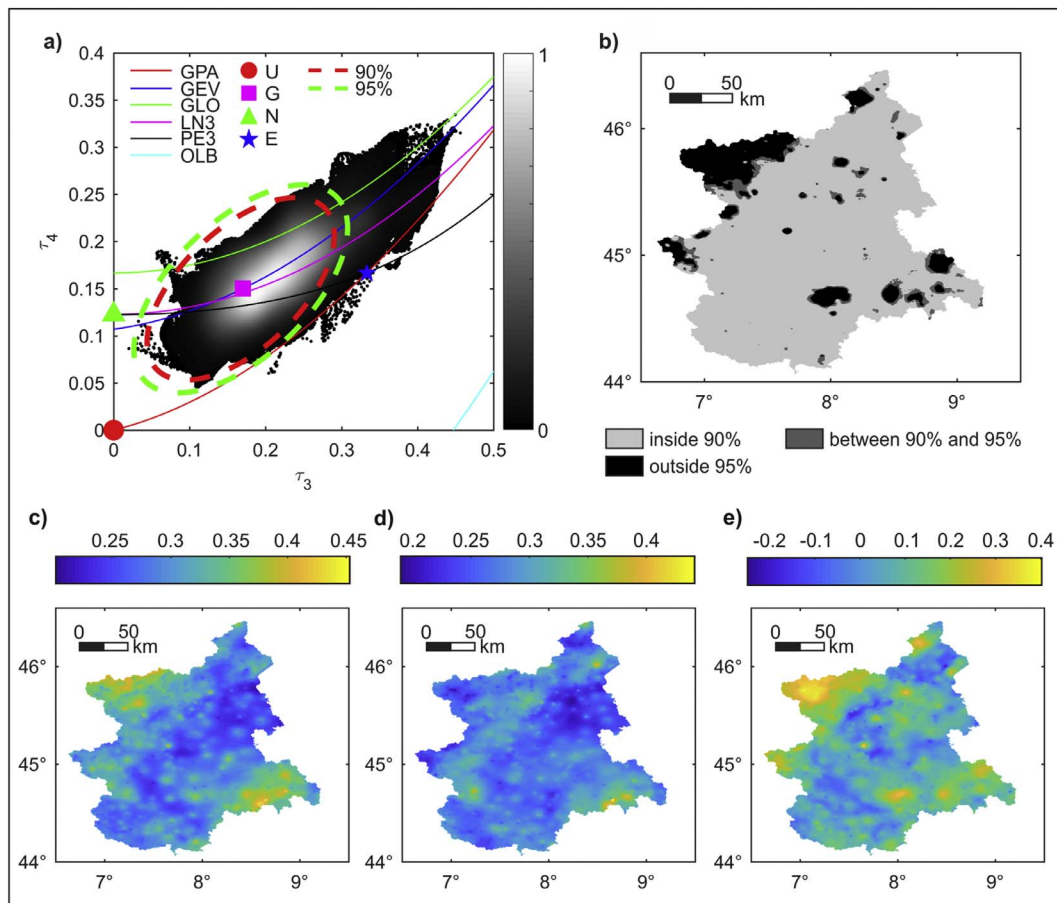 a)
0.4
0.35
0.3
0.25
0.2
0.15
0.1
0.05
0
τ4
0 0.1 0.2 0.3 0.4 0.5
τ3
GPA
GEV
GLO
LN3
PE3
OLB
U
G
N
E
90%
95%
1
0
b)
0 50
km
46°
45°
44°
7° 8° 9°
inside 90%
between 90% and 95%
outside 95%
c)
0.25 0.3 0.35 0.4 0.45
0 50
km
46°
45°
44°
7° 8° 9°
d)
0.2 0.25 0.3 0.35 0.4
0 50
km
46°
45°
44°
7° 8° 9°
e)
-0.2 -0.1 0 0.1 0.2 0.3 0.4
0 50
km
46°
45°
44°
7° 8° 9°